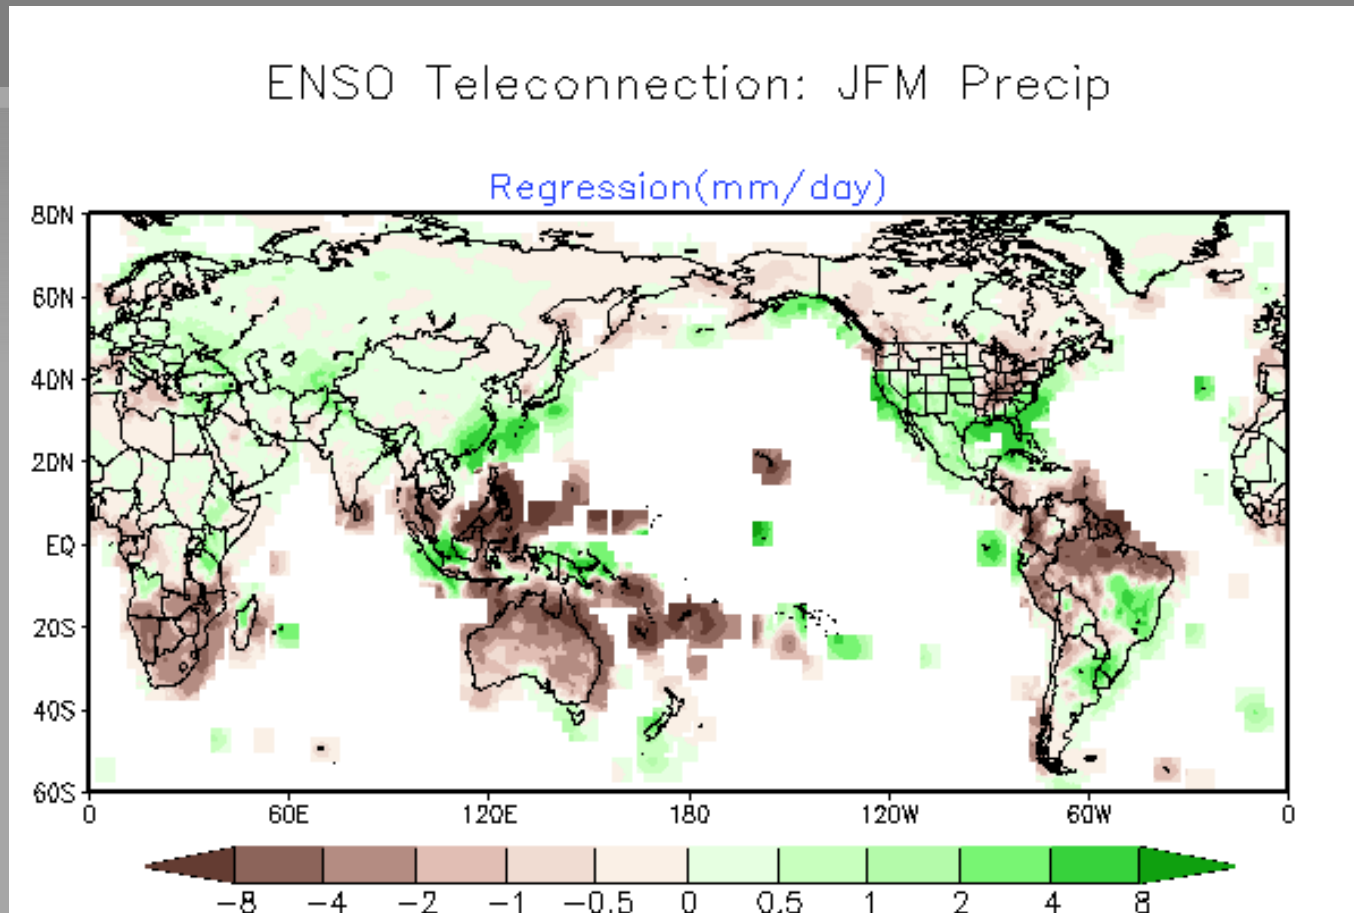 ENSO Teleconnection: JFM Precip
Regression(mm/day)
80N
60N
40N
20N
EQ
20S
40S
60S
0 60E 120E 180 120W 60W 0
-8 -4 -2 -1 -0.5 0 0.5 1 2 4 8